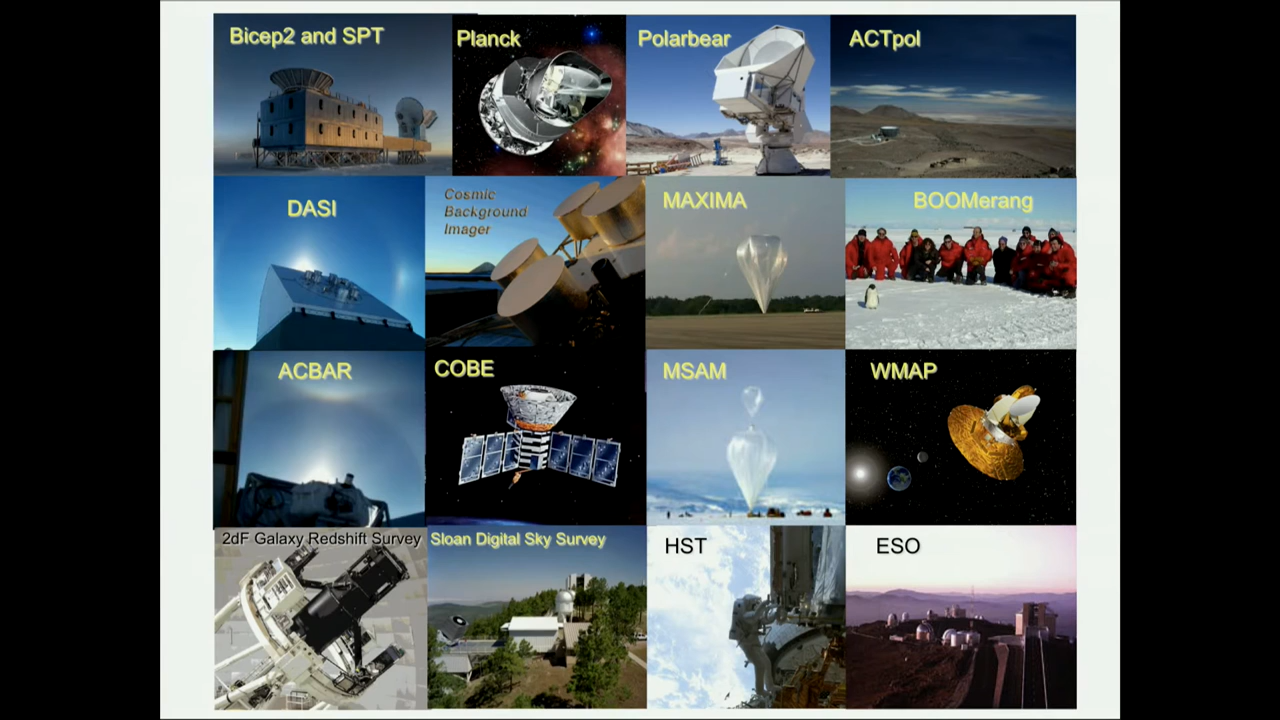 Bicep2 and SPT
Planck
Polarbear
ACTpol
DASI
Cosmic
Background
Imager
MAXIMA
BOOMerang
ACBAR
COBE
MSAM
WMAP
2dF Galaxy Redshift Survey
Sloan Digital Sky Survey
HST
ESO